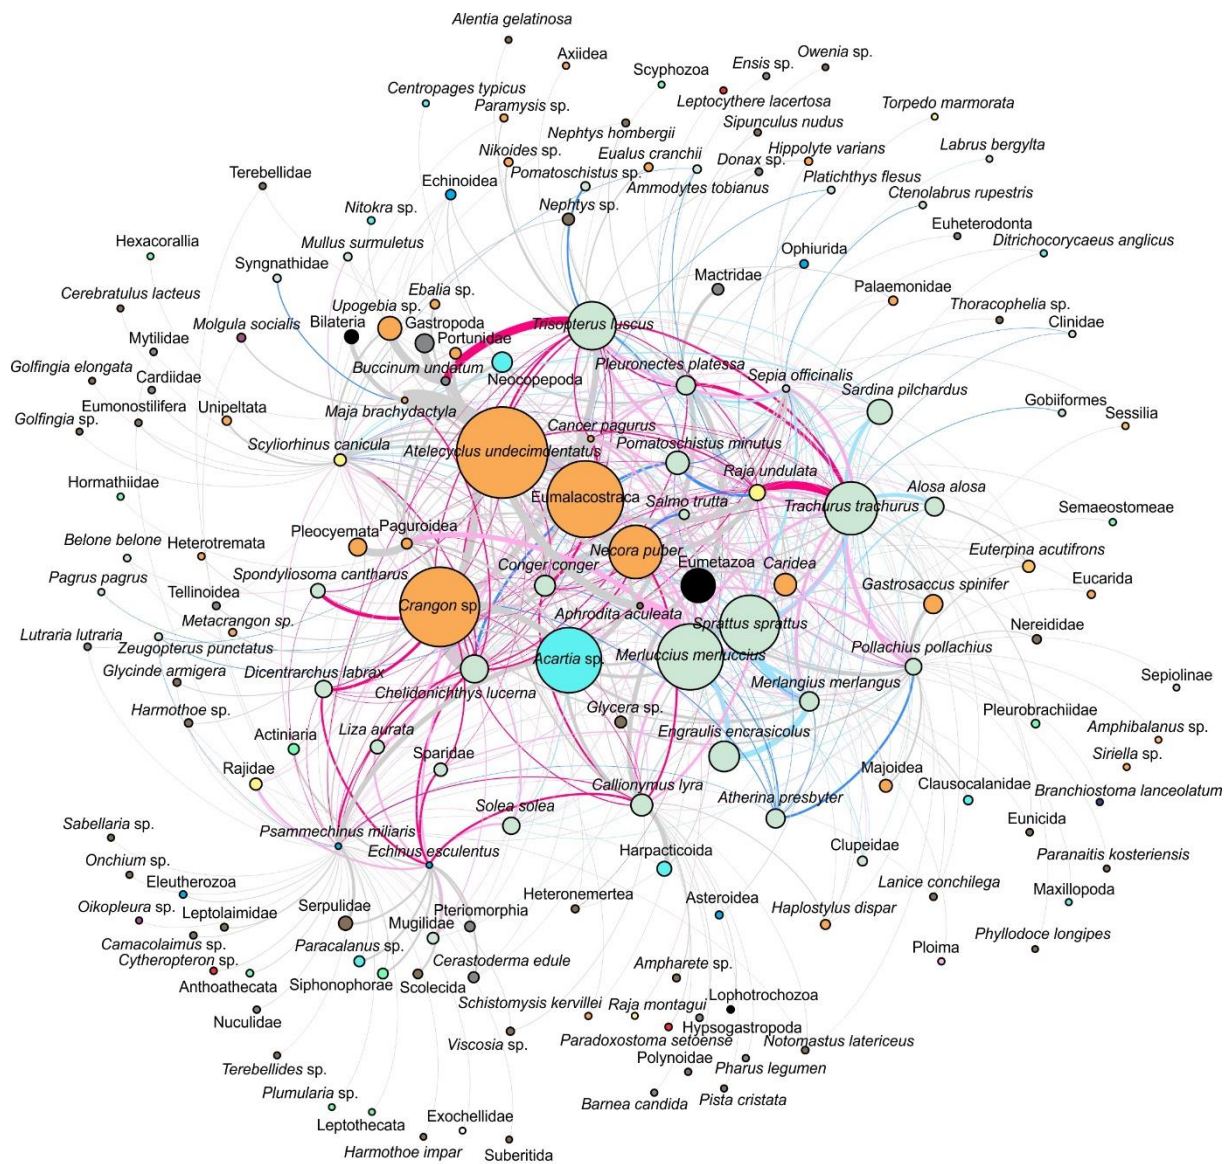 Alentia gelatinosa
Axiidea
Owenia sp.
Ensis sp.
Scyphozoa
Centropages typicus
Leptocythere lacertosa
Paramysis sp.
Torpedo marmorata
Nephtys hombergii
Sipunculus nudus
Nikoides sp.
Eualus cranchii
Hippolyte varians
Labrus bergylta
Pomatoschistus sp.
Donax sp.
Terebellidae
Echinoidea
Ammodytes tobianus
Platichthys flesus
Nephtys sp.
Ctenolabrus rupestris
Nitokra sp.
Euheterodonta
Hexacorallia
Mullus surmuletus
Ophiurida
Ditrichocorycaeus anglicus
Syngnathidae
Mactridae
Ebalia sp.
Palaemonidae
Cerebratulus lacteus
Upogebia sp.
Thoracophelia sp.
Molgula socialis
Bilateria
Gastropoda
Trisopterus luscus
Clinidae
Mytilidae
Portunidae
Pleuronectes platessa
Golfingia elongata
Buccinum undatum
Neocopepoda
Sepia officinalis
Cardiidae
Sardina pilchardus
Eumonostilifera
Unipeltata
Maja brachydactyla
Gobiiformes
Sessilia
Golfingia sp.
Cancer pagurus
Scyliorhinus canicula
Atelecyclus undecimdentatus
Pomatoschistus minutus
Raja undulata
Hormathiidae
Eumalacostraca
Salmo trutta
Trachurus trachurus
Alosa alosa
Semaeostomeae
Pleocyemata
Paguroidea
Belone belone
Heterotremata
Necora puber
Euterpina acutifrons
Conger conger
Eumetazoa
Caridea
Pagrus pagrus
Spondyliosoma cantharus
Gastrosaccus spinifer
Eucarida
Tellinoidea
Crangon sp
Aphrodita aculeata
Metacrangon sp.
Sprattus sprattus
Nereididae
Lutraria lutraria
Zeugopterus punctatus
Pollachius pollachius
Glycinde armigera
Dicentrarchus labrax
Acartia sp.
Merluccius merluccius
Sepiolinae
Chelidonichthys lucerna
Merlangius merlangus
Harmothoe sp.
Glycera sp.
Pleurobrachiidae
Actiniaria
Liza aurata
Amphibalanus sp.
Sparidae
Engraulis encrasicolus
Siriella sp.
Rajidae
Callionymus lyra
Majoidea
Clausocalanidae
Branchiostoma lanceolatum
Atherina presbyter
Solea solea
Sabellaria sp.
Psammechinus miliaris
Eunicida
Echinus esculentus
Clupeidae
Onchium sp.
Harpacticoida
Paranaitis kosteriensis
Eleutherozoa
Heteronemertea
Asteroidea
Lanice conchilega
Maxillopoda
Oikopleura sp.
Leptolaimidae
Serpulidae
Pteriomorphia
Haplostylus dispar
Mugilidae
Camacolaimus sp.
Paracalanus sp.
Phyllodoce longipes
Cytheropteron sp.
Cerastoderma edule
Ploima
Anthoathecata
Siphonophorae
Scolecida
Ampharete sp.
Schistomysis kervillei
Raja montagui
Lophotrochozoa
Nuculidae
Hypsogastropoda
Viscosia sp.
Paradoxostoma setoense
Notomastus latericeus
Terebellides sp.
Polynoidae
Pharus legumen
Plumularia sp.
Barnea candida
Pista cristata
Leptothecata
Exochellidae
Harmothoe impar
Suberitida